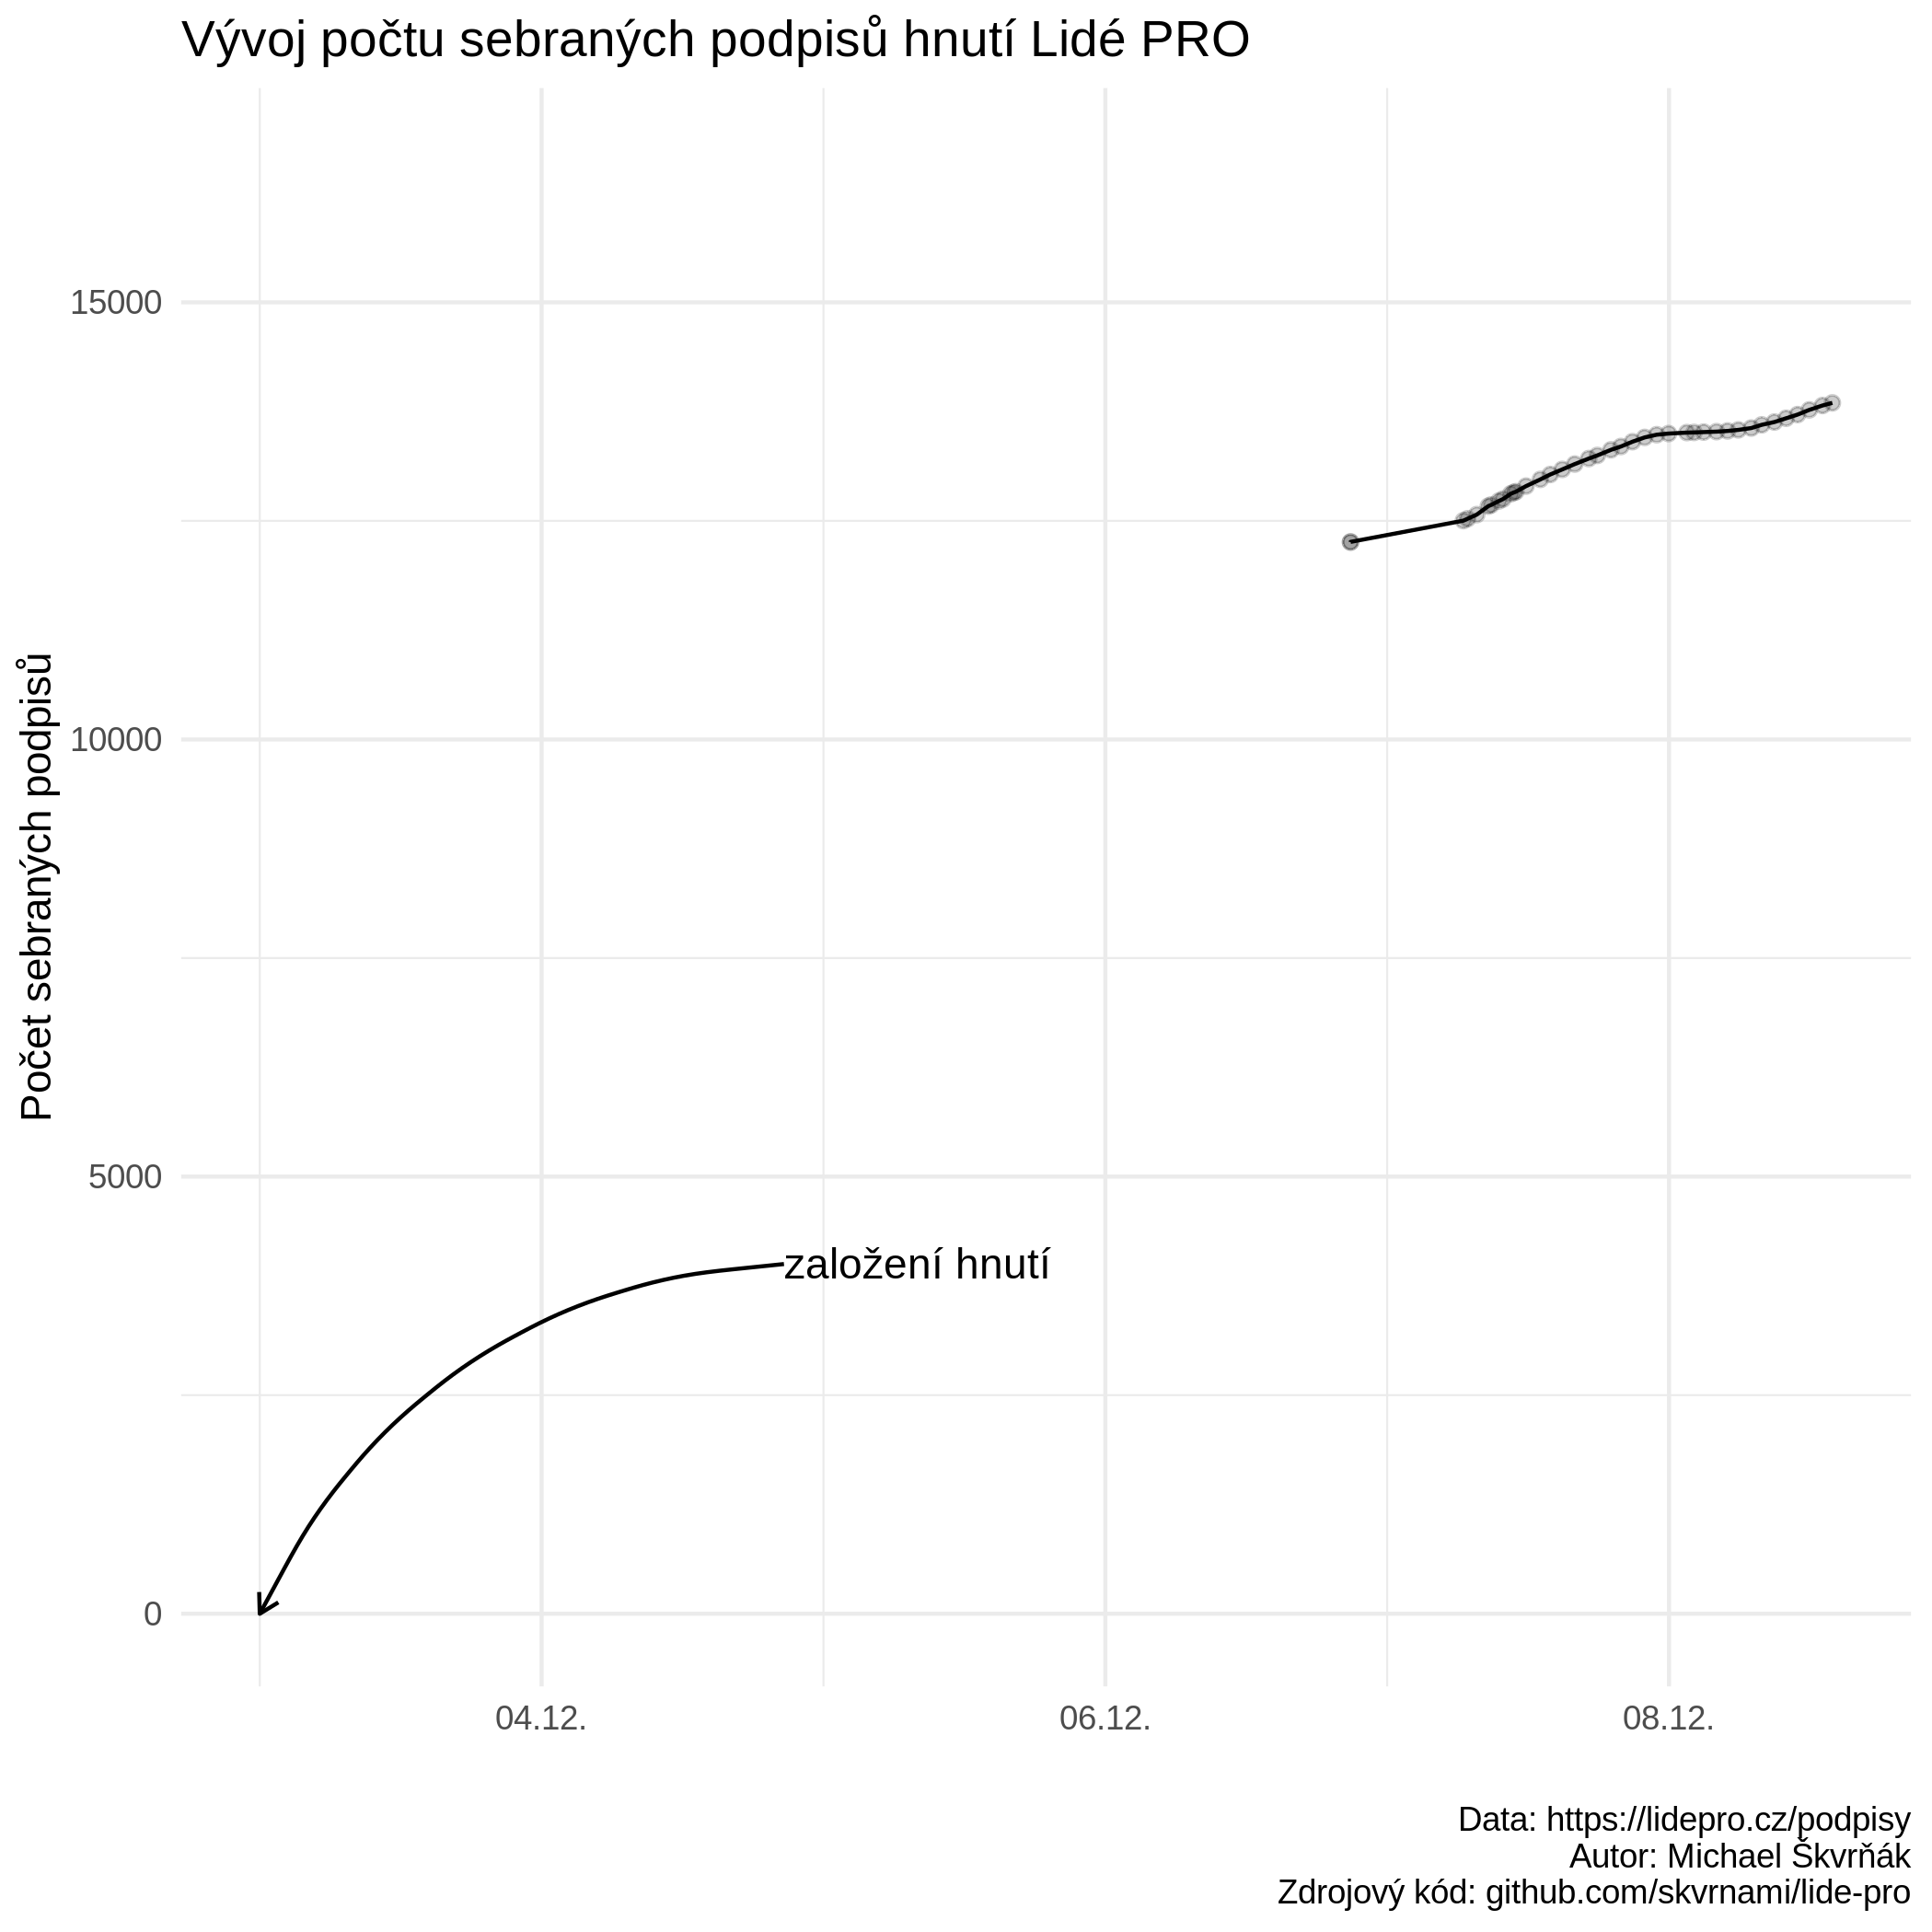 Vývoj počtu sebraných podpisů hnutí Lidé PRO
Počet sebraných podpisů
15000
10000
5000
0
založení hnutí
04.12.
06.12.
08.12.
Data: https://lidepro.cz/podpisy
Autor: Michael Škvrňák
Zdrojový kód: github.com/skvrnami/lide-pro